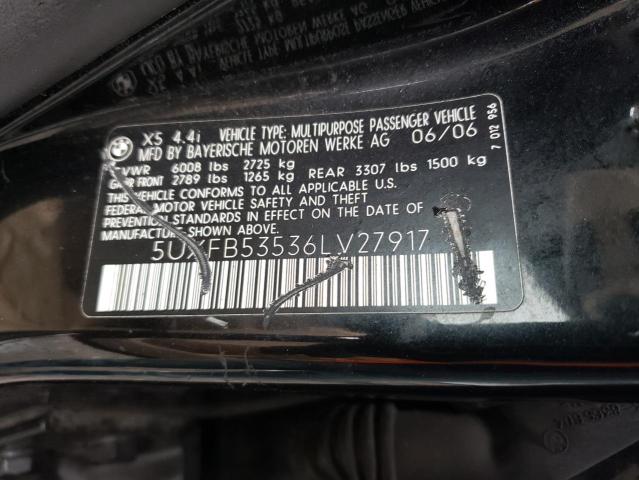 X5 4.4i VEHICLE TYPE: MULTIPURPOSE PASSENGER VEHICLE
MFD BY BAYERISCHE MOTOREN WERKE AG 06/06
GVWR 6008 lbs 2725 kg
GAWR FRONT 2789 lbs 1265 kg REAR 3307 lbs 1500 kg
THIS VEHICLE CONFORMS TO ALL APPLICABLE U.S.
FEDERAL MOTOR VEHICLE SAFETY AND THEFT
PREVENTION STANDARDS IN EFFECT ON THE DATE OF
MANUFACTURE SHOWN ABOVE.
5UXFB53536LV27917
7 012 956